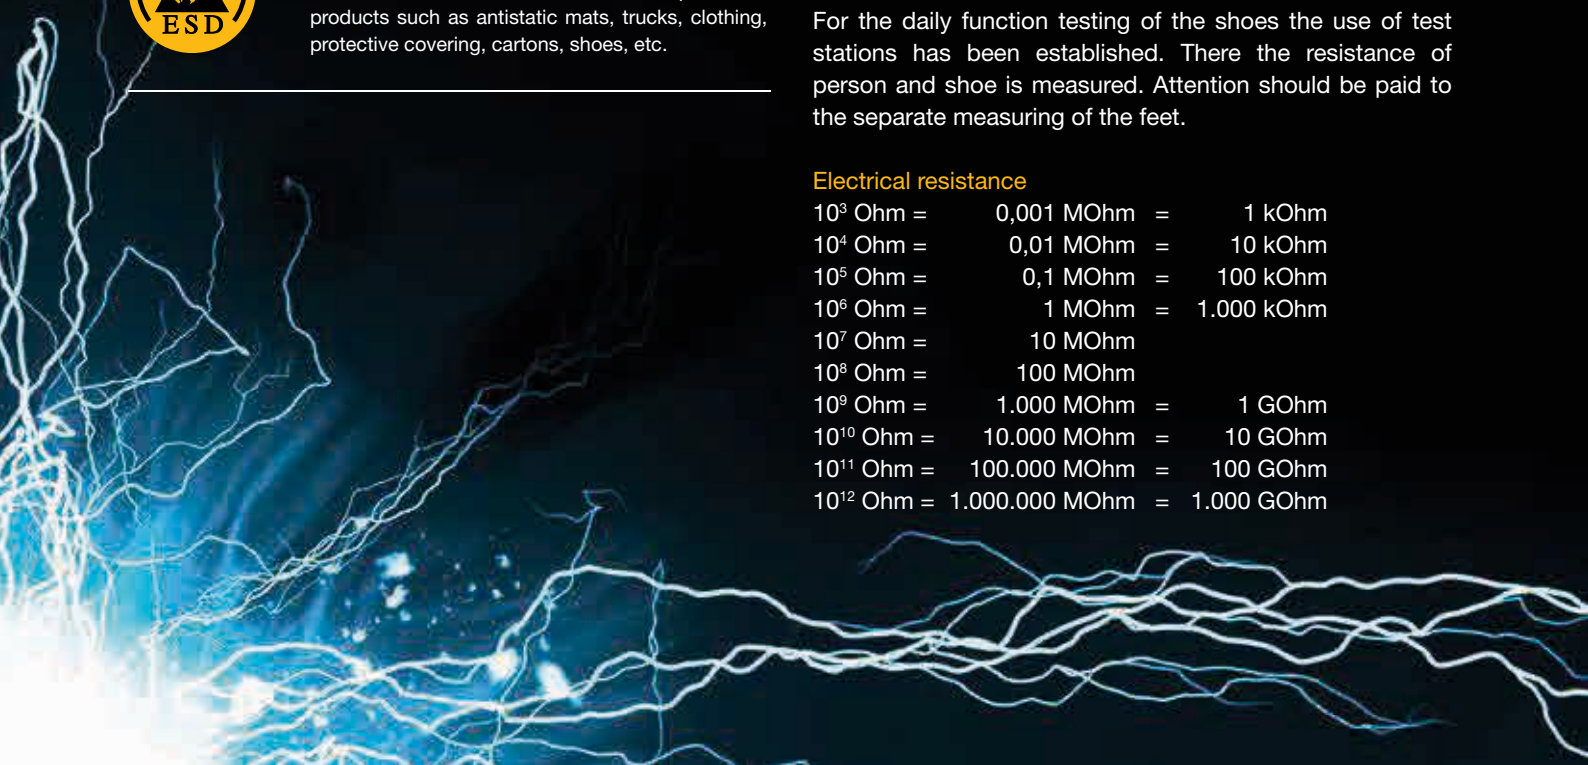 ESD
products such as antistatic mats, trucks, clothing,
protective covering, cartons, shoes, etc.
For the daily function testing of the shoes the use of test
stations has been established. There the resistance of
person and shoe is measured. Attention should be paid to
the separate measuring of the feet.
Electrical resistance
10³ Ohm = 0,001 MOhm = 1 kOhm
10⁴ Ohm = 0,01 MOhm = 10 kOhm
10⁵ Ohm = 0,1 MOhm = 100 kOhm
10⁶ Ohm = 1 MOhm = 1.000 kOhm
10⁷ Ohm = 10 MOhm
10⁸ Ohm = 100 MOhm
10⁹ Ohm = 1.000 MOhm = 1 GOhm
10¹⁰ Ohm = 10.000 MOhm = 10 GOhm
10¹¹ Ohm = 100.000 MOhm = 100 GOhm
10¹² Ohm = 1.000.000 MOhm = 1.000 GOhm